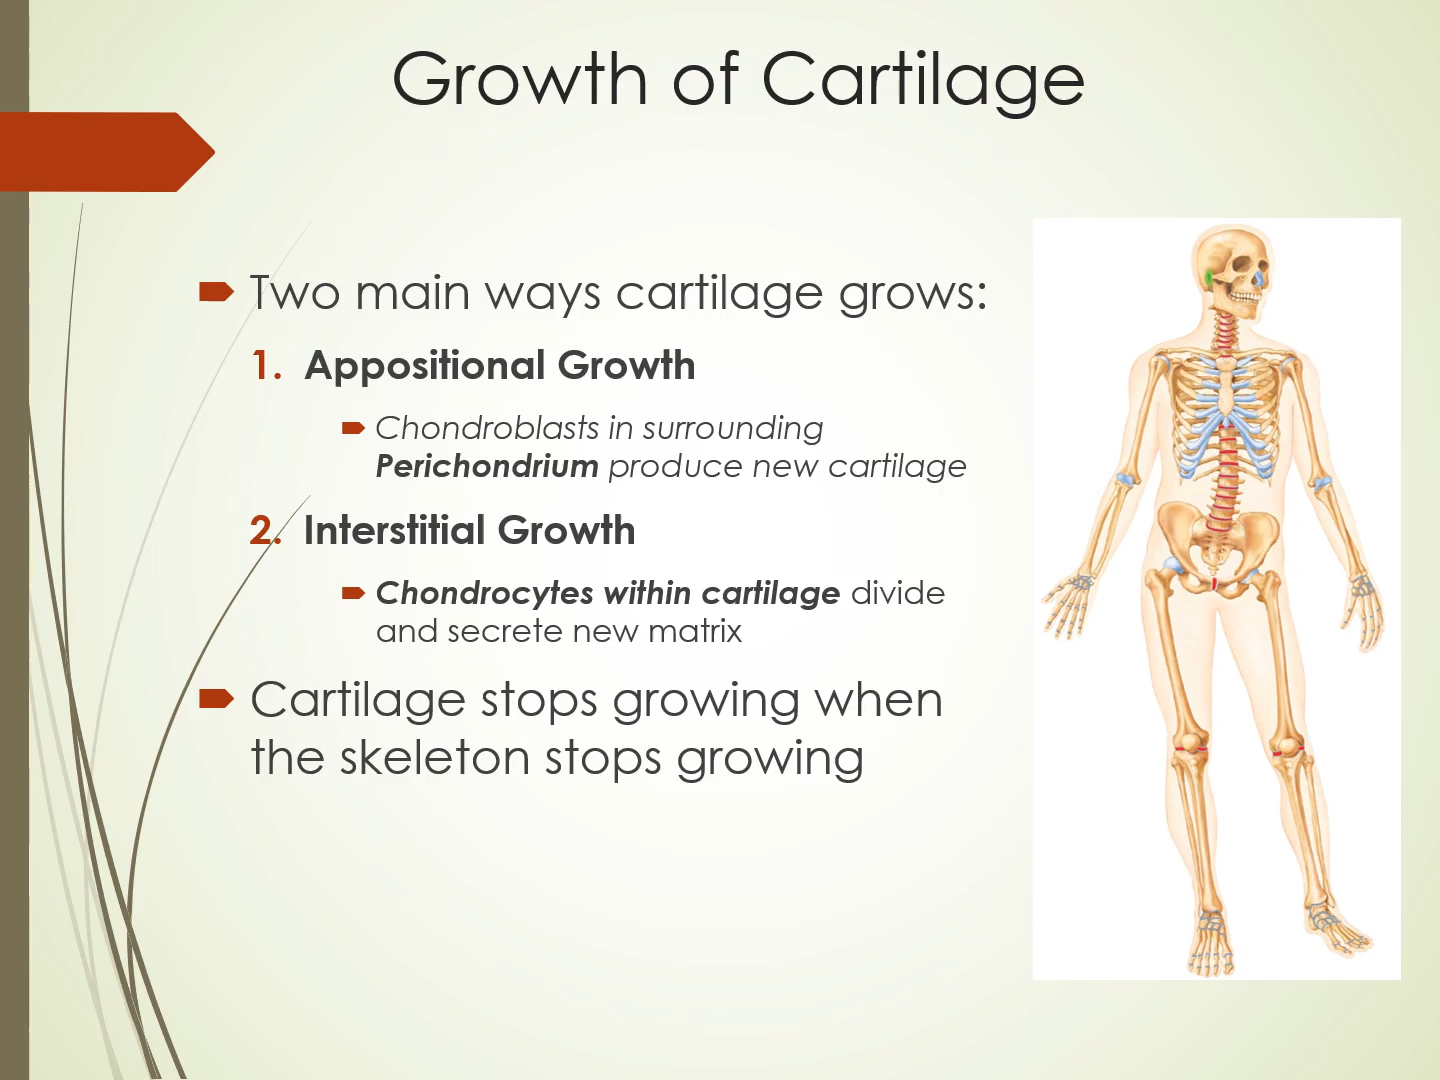 Growth of Cartilage
Two main ways cartilage grows:
1. Appositional Growth
Chondroblasts in surrounding
Perichondrium produce new cartilage
2. Interstitial Growth
Chondrocytes within cartilage divide
and secrete new matrix
Cartilage stops growing when
the skeleton stops growing